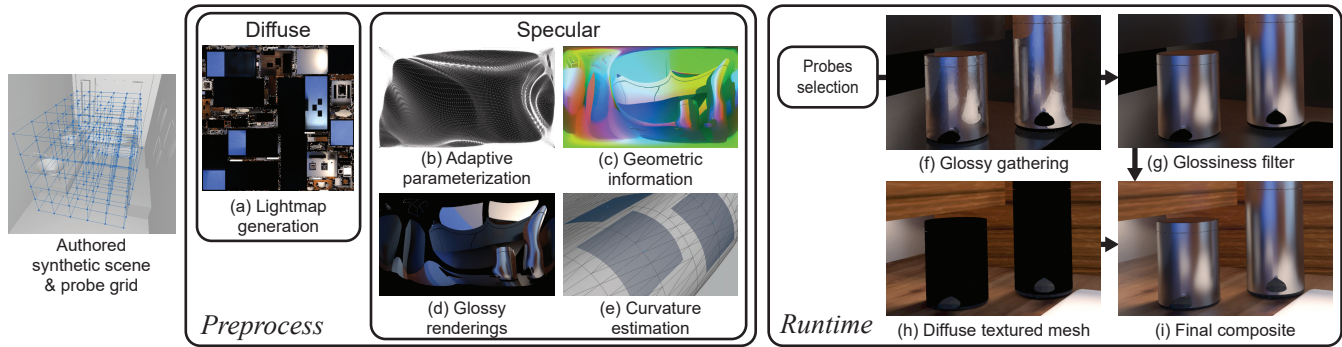 Authored
synthetic scene
& probe grid
Diffuse
(a) Lightmap
generation
Specular
(b) Adaptive
parameterization
(c) Geometric
information
(d) Glossy
renderings
(e) Curvature
estimation
Preprocess
Probes
selection
(f) Glossy gathering
(g) Glossiness filter
(h) Diffuse textured mesh
(i) Final composite
Runtime